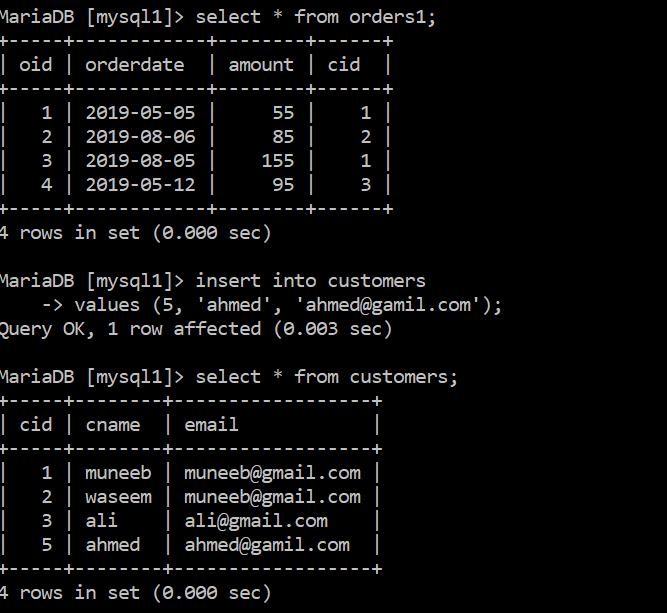 MariaDB [mysql1]> select * from orders1;
+-----+------------+--------+------+
| oid | orderdate  | amount | cid  |
+-----+------------+--------+------+
|   1 | 2019-05-05 |     55 |    1 |
|   2 | 2019-08-06 |     85 |    2 |
|   3 | 2019-08-05 |    155 |    1 |
|   4 | 2019-05-12 |     95 |    3 |
+-----+------------+--------+------+
4 rows in set (0.000 sec)

MariaDB [mysql1]> insert into customers
    -> values (5, 'ahmed', 'ahmed@gamil.com');
Query OK, 1 row affected (0.003 sec)

MariaDB [mysql1]> select * from customers;
+-----+--------+------------------+
| cid | cname  | email            |
+-----+--------+------------------+
|   1 | muneeb | muneeb@gmail.com |
|   2 | waseem | muneeb@gmail.com |
|   3 | ali    | ali@gmail.com    |
|   5 | ahmed  | ahmed@gamil.com  |
+-----+--------+------------------+
4 rows in set (0.000 sec)